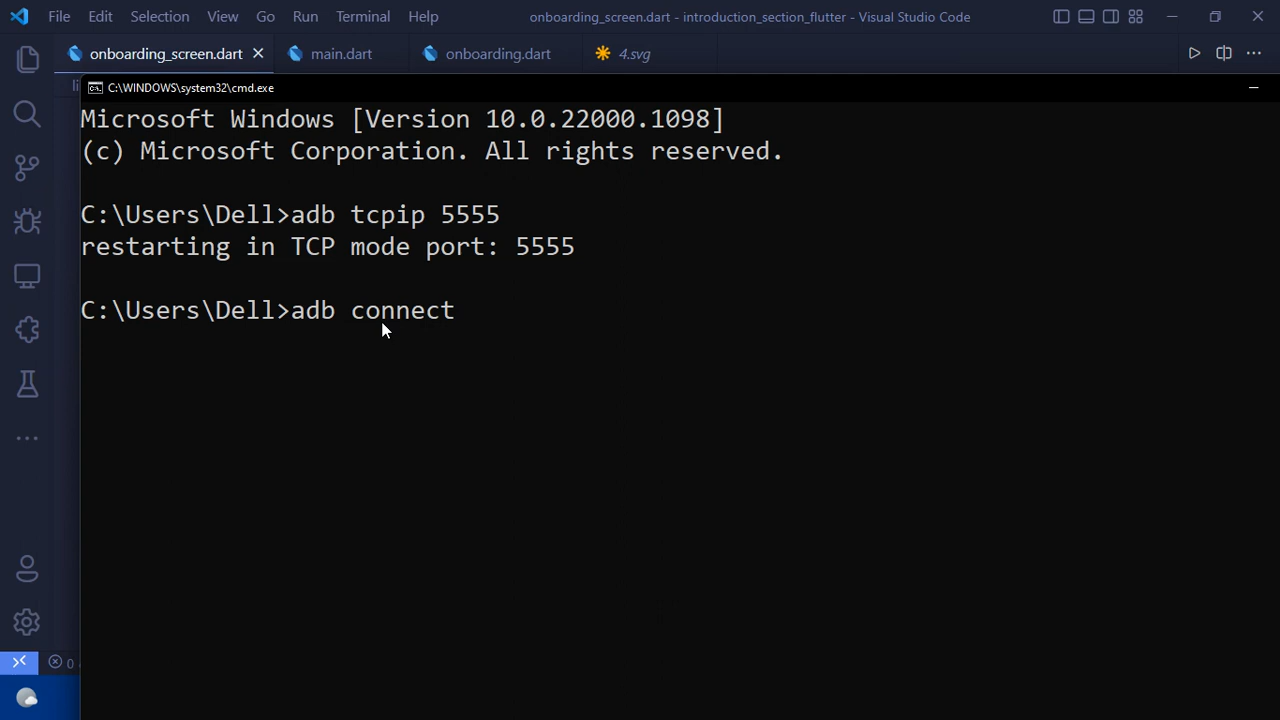 File Edit Selection View Go Run Terminal Help onboarding_screen.dart - introduction_section_flutter - Visual Studio Code
onboarding_screen.dart main.dart onboarding.dart 4.svg
li
C:\WINDOWS\system32\cmd.exe
Microsoft Windows [Version 10.0.22000.1098]
(c) Microsoft Corporation. All rights reserved.
C:\Users\Dell>adb tcpip 5555
restarting in TCP mode port: 5555
C:\Users\Dell>adb connect
0